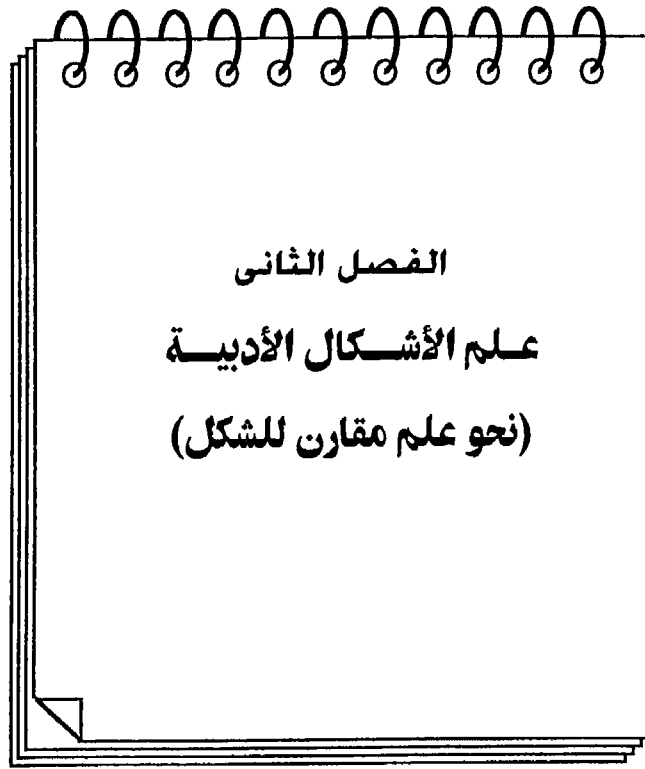 الفصل الثانى
علم الأشكال الأدبية
(نحو علم مقارن للشكل)